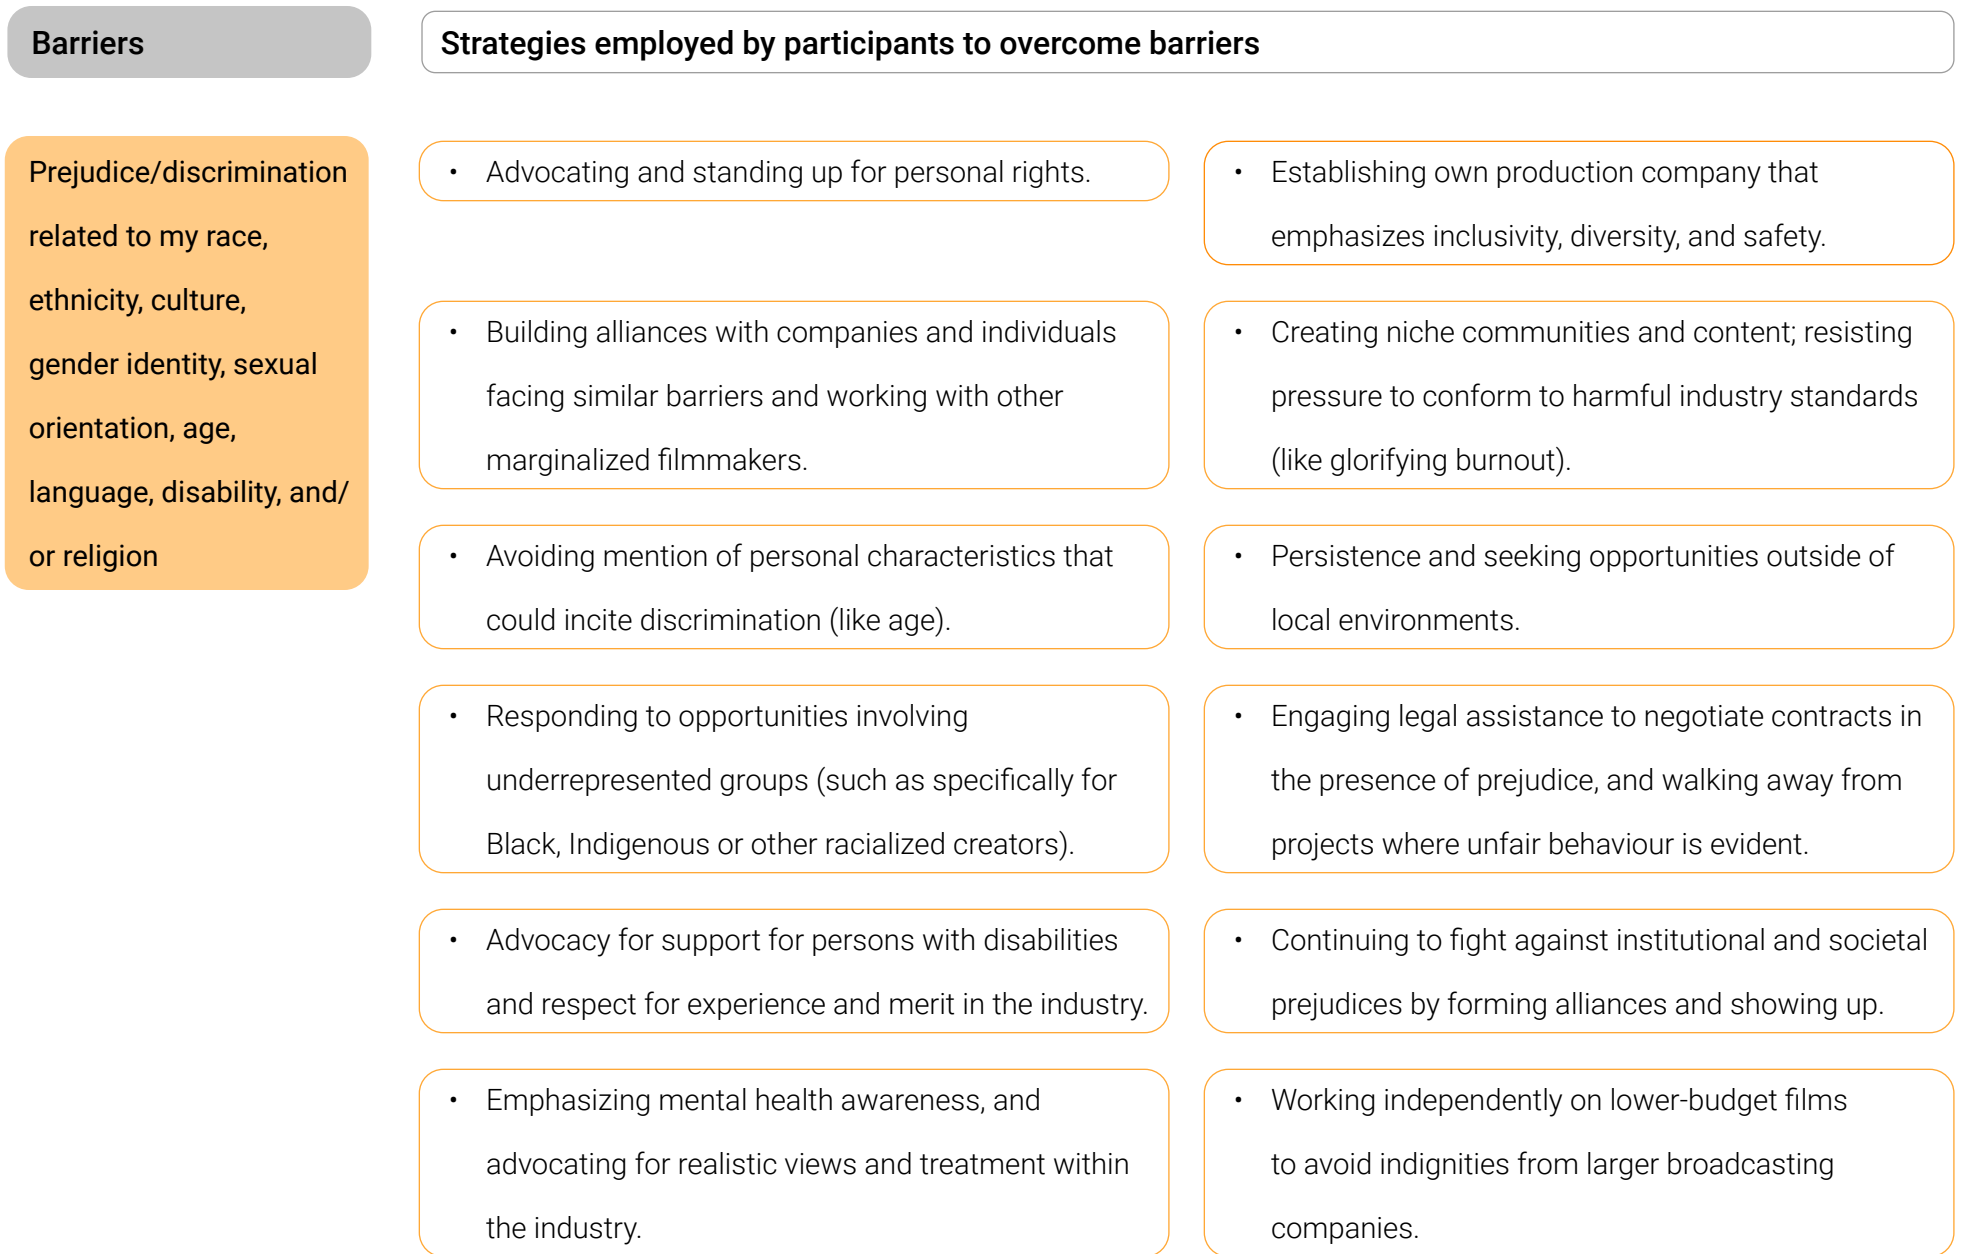 Barriers
Strategies employed by participants to overcome barriers
Prejudice/discrimination
related to my race,
ethnicity, culture,
gender identity, sexual
orientation, age,
language, disability, and/
or religion
• Advocating and standing up for personal rights.
• Establishing own production company that
emphasizes inclusivity, diversity, and safety.
• Building alliances with companies and individuals
facing similar barriers and working with other
marginalized filmmakers.
• Creating niche communities and content; resisting
pressure to conform to harmful industry standards
(like glorifying burnout).
• Avoiding mention of personal characteristics that
could incite discrimination (like age).
• Persistence and seeking opportunities outside of
local environments.
• Responding to opportunities involving
underrepresented groups (such as specifically for
Black, Indigenous or other racialized creators).
• Engaging legal assistance to negotiate contracts in
the presence of prejudice, and walking away from
projects where unfair behaviour is evident.
• Advocacy for support for persons with disabilities
and respect for experience and merit in the industry.
• Continuing to fight against institutional and societal
prejudices by forming alliances and showing up.
• Emphasizing mental health awareness, and
advocating for realistic views and treatment within
the industry.
• Working independently on lower-budget films
to avoid indignities from larger broadcasting
companies.